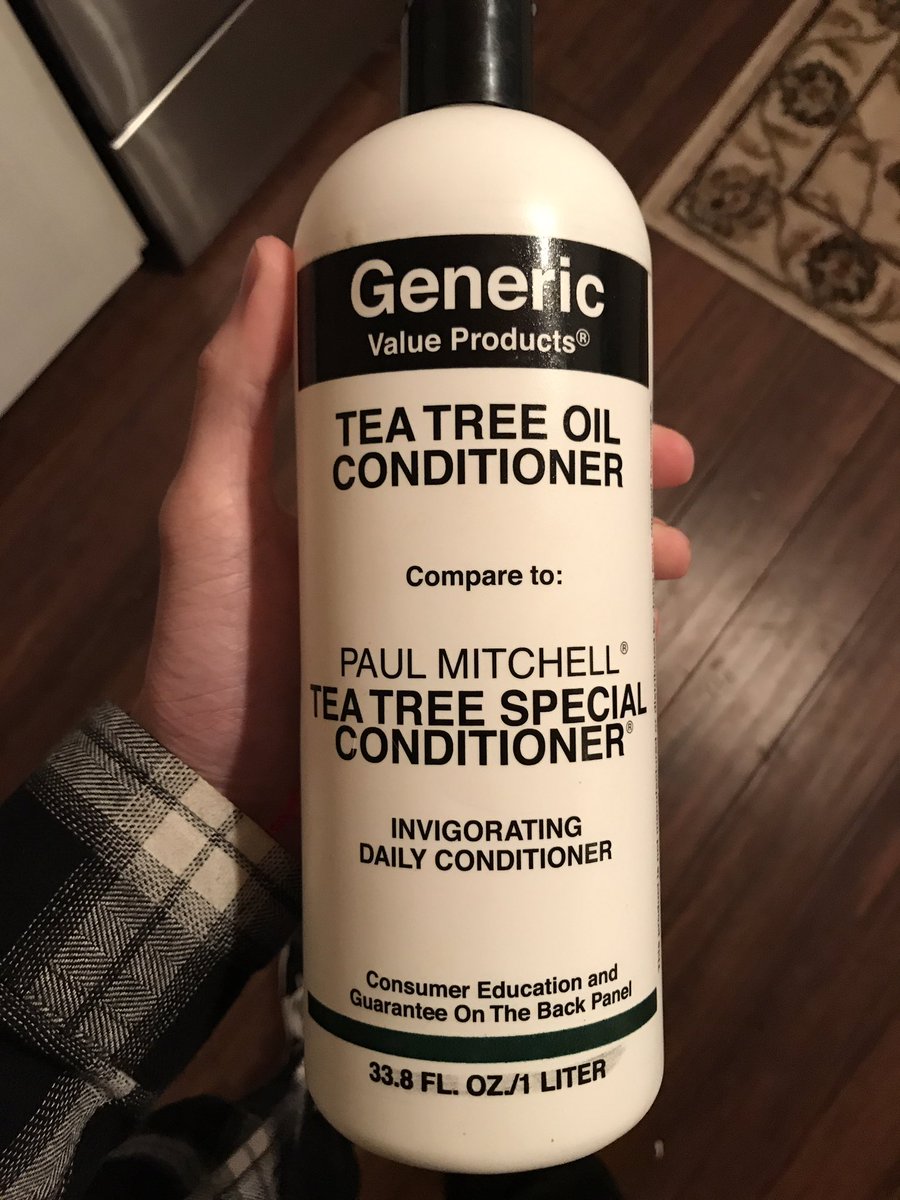 Generic
Value Products®
TEA TREE OIL
CONDITIONER
Compare to:
PAUL MITCHELL®
TEA TREE SPECIAL
CONDITIONER®
INVIGORATING
DAILY CONDITIONER
Consumer Education and
Guarantee On The Back Panel
33.8 FL. OZ./1 LITER